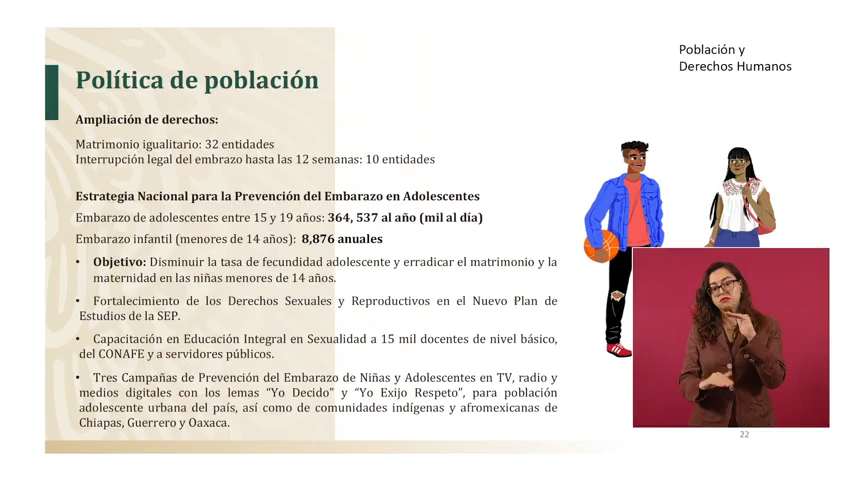 Población y
Derechos Humanos
Política de población
Ampliación de derechos:
Matrimonio igualitario: 32 entidades
Interrupción legal del embrazo hasta las 12 semanas: 10 entidades
Estrategia Nacional para la Prevención del Embarazo en Adolescentes
Embarazo de adolescentes entre 15 y 19 años: 364, 537 al año (mil al día)
Embarazo infantil (menores de 14 años): 8,876 anuales
• Objetivo: Disminuir la tasa de fecundidad adolescente y erradicar el matrimonio y la
maternidad en las niñas menores de 14 años.
• Fortalecimiento de los Derechos Sexuales y Reproductivos en el Nuevo Plan de
Estudios de la SEP.
• Capacitación en Educación Integral en Sexualidad a 15 mil docentes de nivel básico,
del CONAFE y a servidores públicos.
• Tres Campañas de Prevención del Embarazo de Niñas y Adolescentes en TV, radio y
medios digitales con los lemas “Yo Decido” y “Yo Exijo Respeto”, para población
adolescente urbana del país, así como de comunidades indígenas y afromexicanas de
Chiapas, Guerrero y Oaxaca.
22